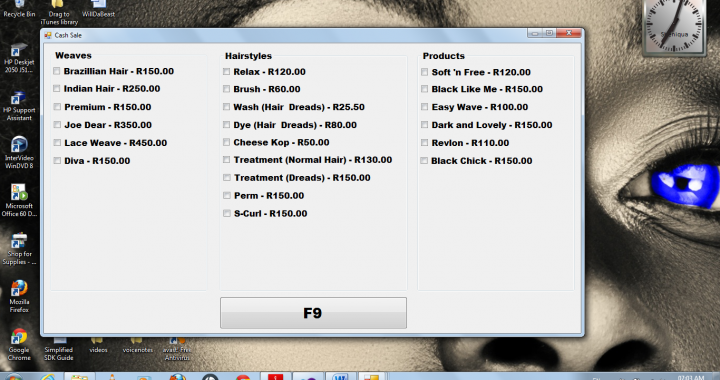 Recycle Bin
Drag to
iTunes library
WillDaBeast
HP Deskjet
2050 J51...
HP Support
Assistant
InterVideo
WinDVD 8
Microsoft
Office 60 D...
Shop for
Supplies - ...
Mozilla
Firefox
Google
Chrome
Cash Sale
Weaves
Brazillian Hair - R150.00
Indian Hair - R250.00
Premium - R150.00
Joe Dear - R350.00
Lace Weave - R450.00
Diva - R150.00
Hairstyles
Relax - R120.00
Brush - R60.00
Wash (Hair Dreads) - R25.50
Dye (Hair Dreads) - R80.00
Cheese Kop - R50.00
Treatment (Normal Hair) - R130.00
Treatment (Dreads) - R150.00
Perm - R150.00
S-Curl - R150.00
Products
Soft 'n Free - R120.00
Black Like Me - R150.00
Easy Wave - R100.00
Dark and Lovely - R150.00
Revlon - R110.00
Black Chick - R150.00
F9
Simplified
SDK Guide
videos
voicenotes
avast! Free
Antivirus